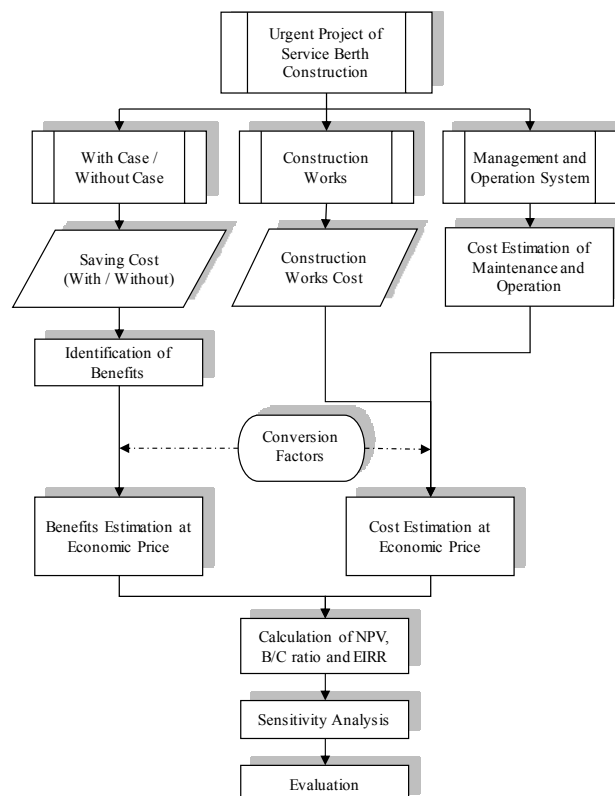 Urgent Project of
Service Berth
Construction
With Case /
Without Case
Construction
Works
Management and
Operation System
Saving Cost
(With / Without)
Construction
Works Cost
Cost Estimation of
Maintenance and
Operation
Identification of
Benefits
Conversion
Factors
Benefits Estimation at
Economic Price
Cost Estimation at
Economic Price
Calculation of NPV,
B/C ratio and EIRR
Sensitivity Analysis
Evaluation